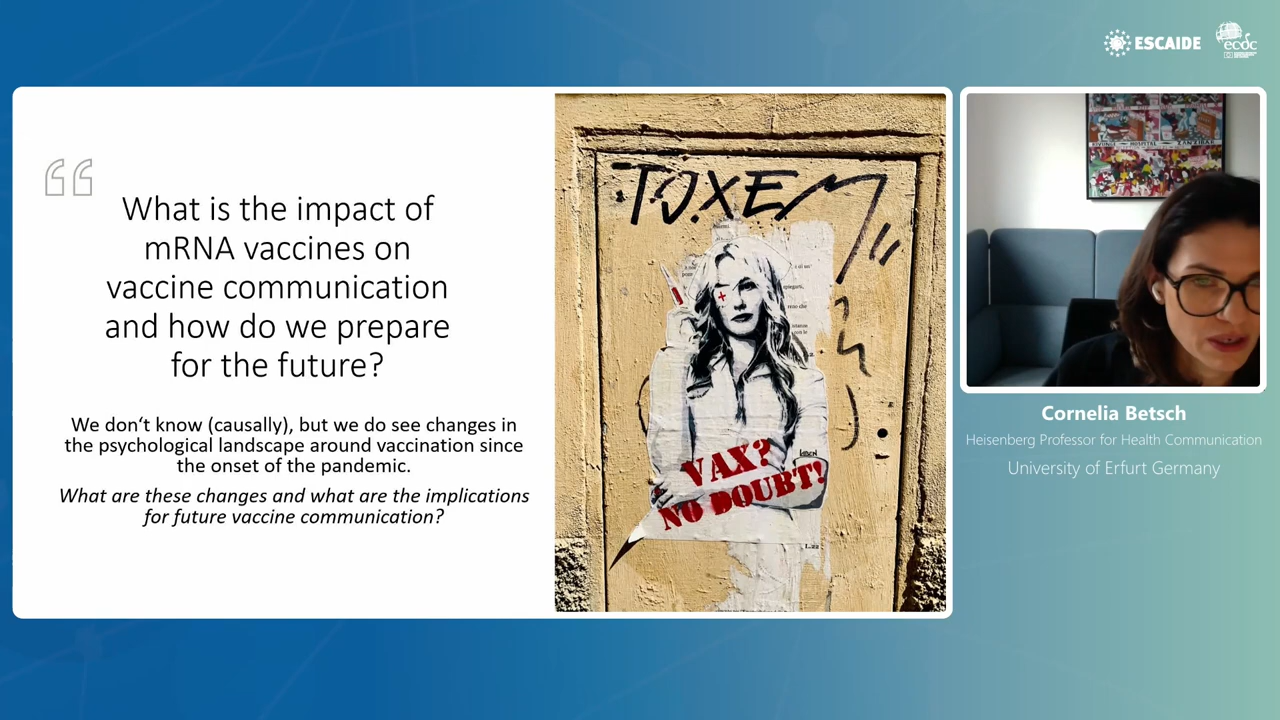 ESCAIDE
ecdc
“
What is the impact of
mRNA vaccines on
vaccine communication
and how do we prepare
for the future?
We don‘t know (causally), but we do see changes in
the psychological landscape around vaccination since
the onset of the pandemic.
What are these changes and what are the implications
for future vaccine communication?
TOXEM
VAX?
NO DOUBT!
Cornelia Betsch
Heisenberg Professor for Health Communication
University of Erfurt Germany